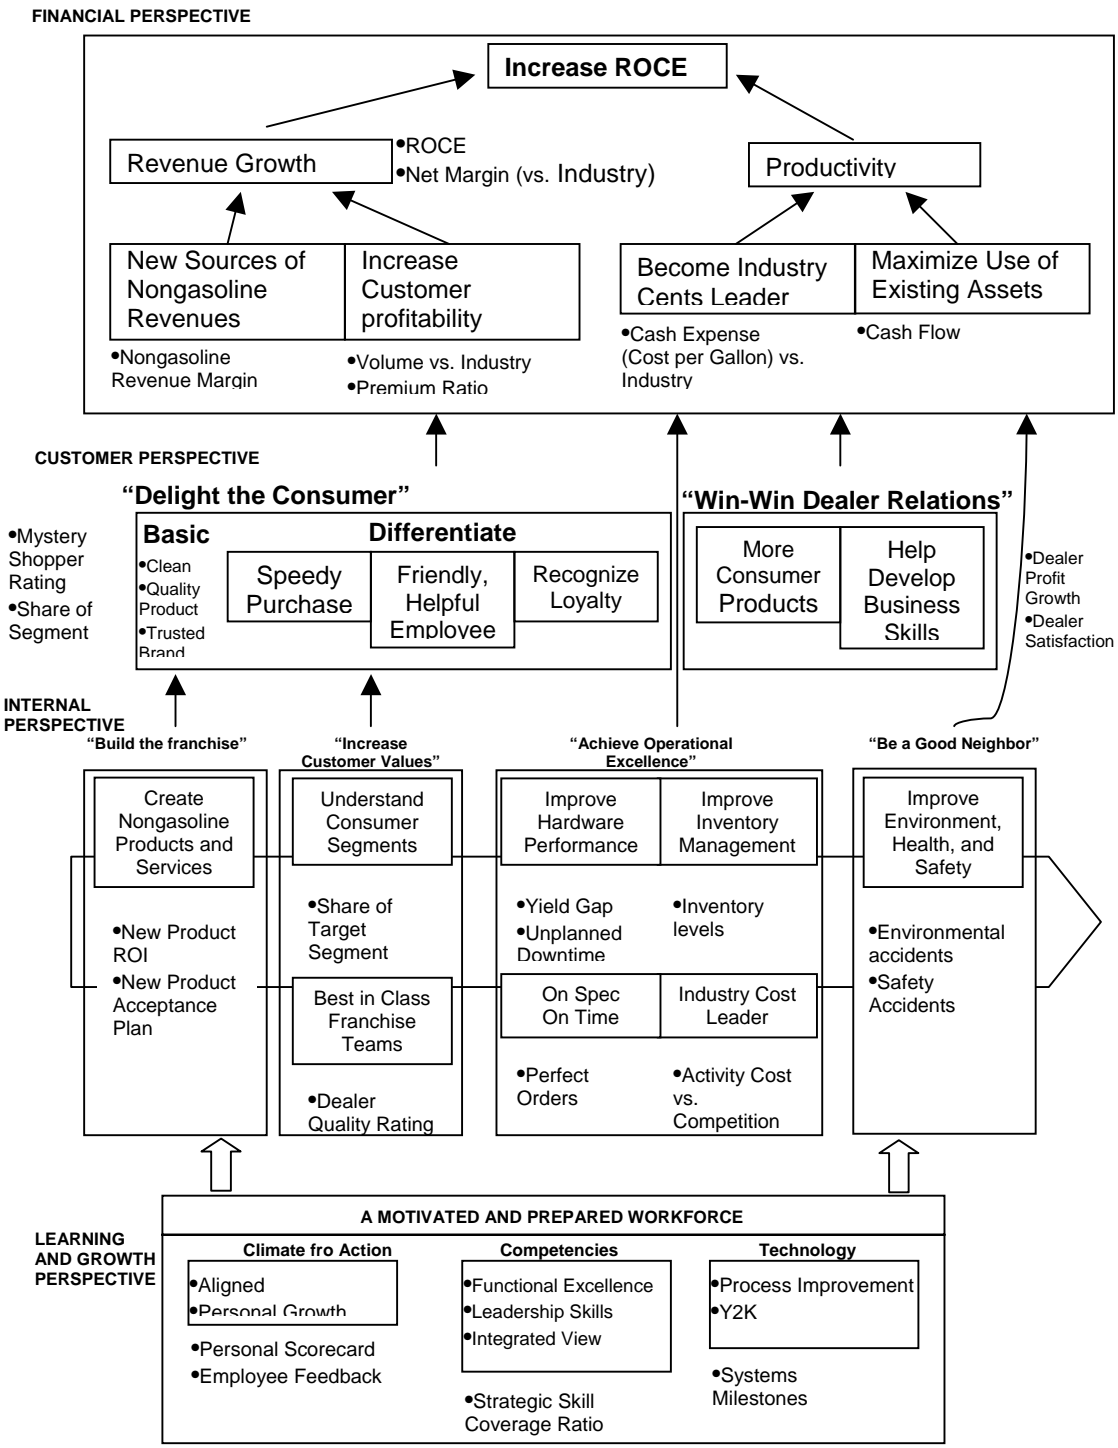 FINANCIAL PERSPECTIVE
Increase ROCE
Revenue Growth
•ROCE
•Net Margin (vs. Industry)
Productivity
New Sources of
Nongasoline
Revenues
Increase
Customer
profitability
Become Industry
Cents Leader
Maximize Use of
Existing Assets
•Nongasoline
Revenue Margin
•Volume vs. Industry
•Premium Ratio
•Cash Expense
(Cost per Gallon) vs.
Industry
•Cash Flow
CUSTOMER PERSPECTIVE
“Delight the Consumer”
“Win-Win Dealer Relations”
•Mystery
Shopper
Rating
•Share of
Segment
Basic
•Clean
•Quality
Product
•Trusted
Brand
Differentiate
Speedy
Purchase
Friendly,
Helpful
Employee
Recognize
Loyalty
More
Consumer
Products
Help
Develop
Business
Skills
•Dealer
Profit
Growth
•Dealer
Satisfaction
INTERNAL
PERSPECTIVE
“Build the franchise”
“Increase
Customer Values”
“Achieve Operational
Excellence”
“Be a Good Neighbor”
Create
Nongasoline
Products and
Services
•New Product
ROI
•New Product
Acceptance
Plan
Understand
Consumer
Segments
•Share of
Target
Segment
Best in Class
Franchise
Teams
•Dealer
Quality Rating
Improve
Hardware
Performance
Improve
Inventory
Management
•Yield Gap
•Unplanned
Downtime
•Inventory
levels
On Spec
On Time
Industry Cost
Leader
•Perfect
Orders
•Activity Cost
vs.
Competition
Improve
Environment,
Health, and
Safety
•Environmental
accidents
•Safety
Accidents
LEARNING
AND GROWTH
PERSPECTIVE
A MOTIVATED AND PREPARED WORKFORCE
Climate fro Action
•Aligned
•Personal Growth
•Personal Scorecard
•Employee Feedback
Competencies
•Functional Excellence
•Leadership Skills
•Integrated View
•Strategic Skill
Coverage Ratio
Technology
•Process Improvement
•Y2K
•Systems
Milestones